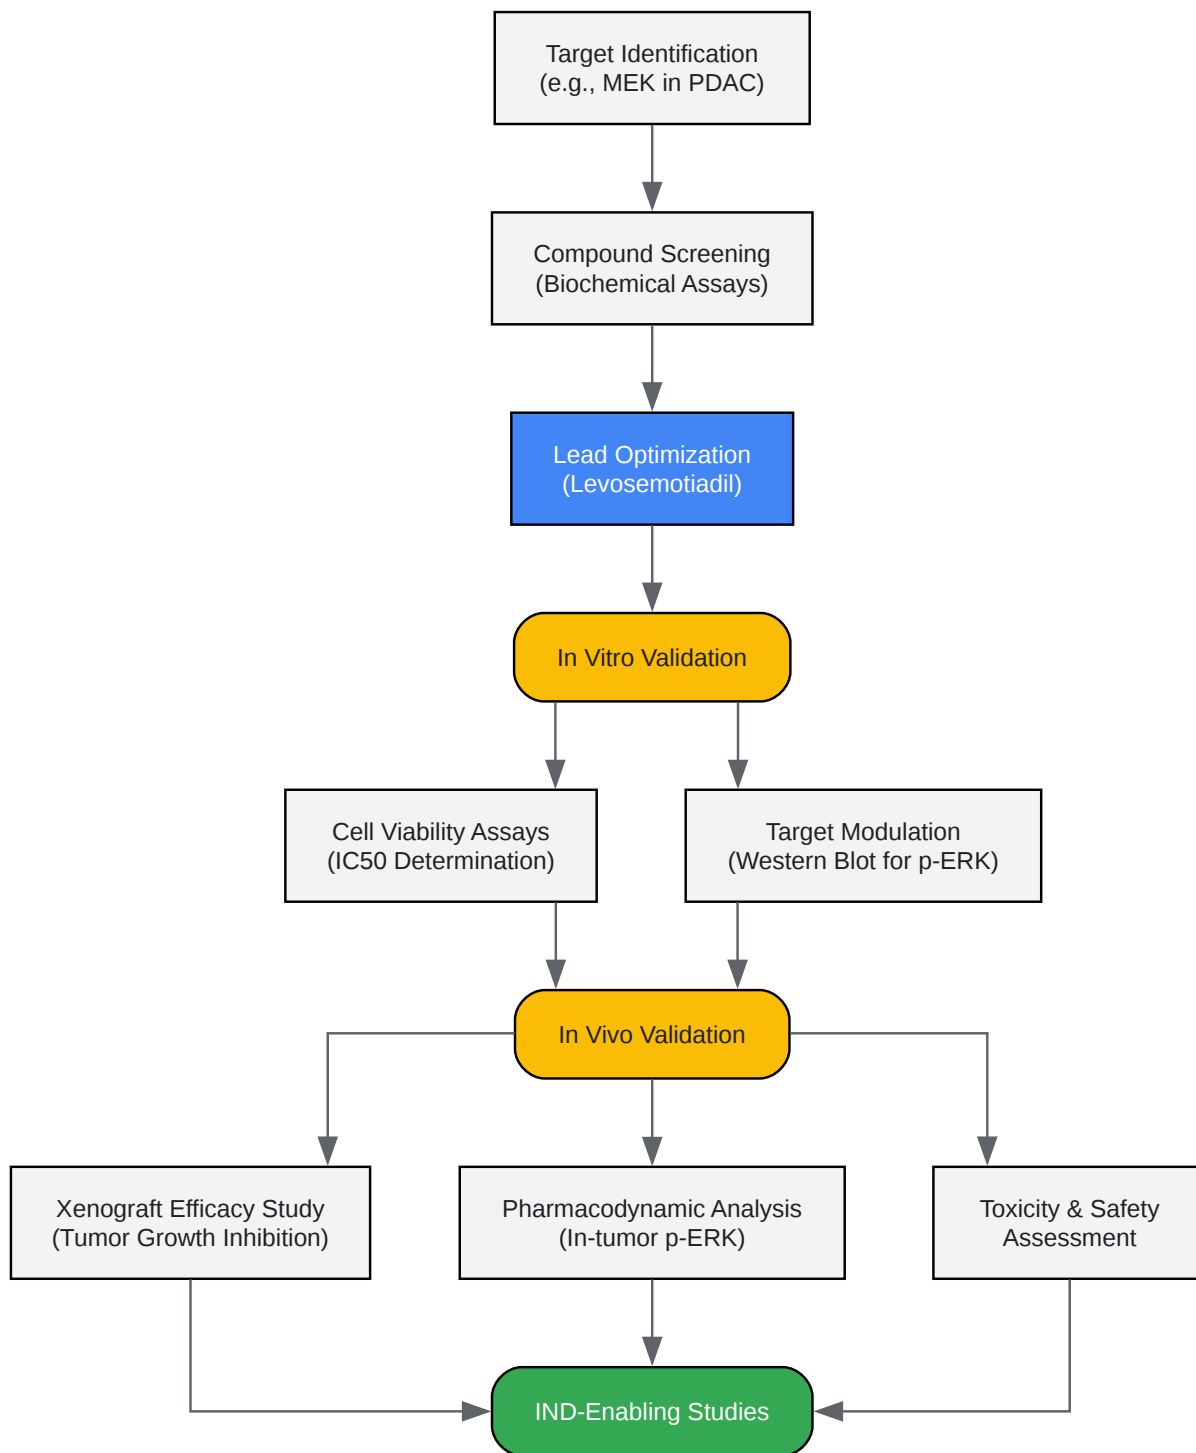 Target Identification
(e.g., MEK in PDAC)
Compound Screening
(Biochemical Assays)
Lead Optimization
(Levosemotiadil)
In Vitro Validation
Cell Viability Assays
(IC50 Determination)
Target Modulation
(Western Blot for p-ERK)
In Vivo Validation
Xenograft Efficacy Study
(Tumor Growth Inhibition)
Pharmacodynamic Analysis
(In-tumor p-ERK)
Toxicity & Safety
Assessment
IND-Enabling Studies